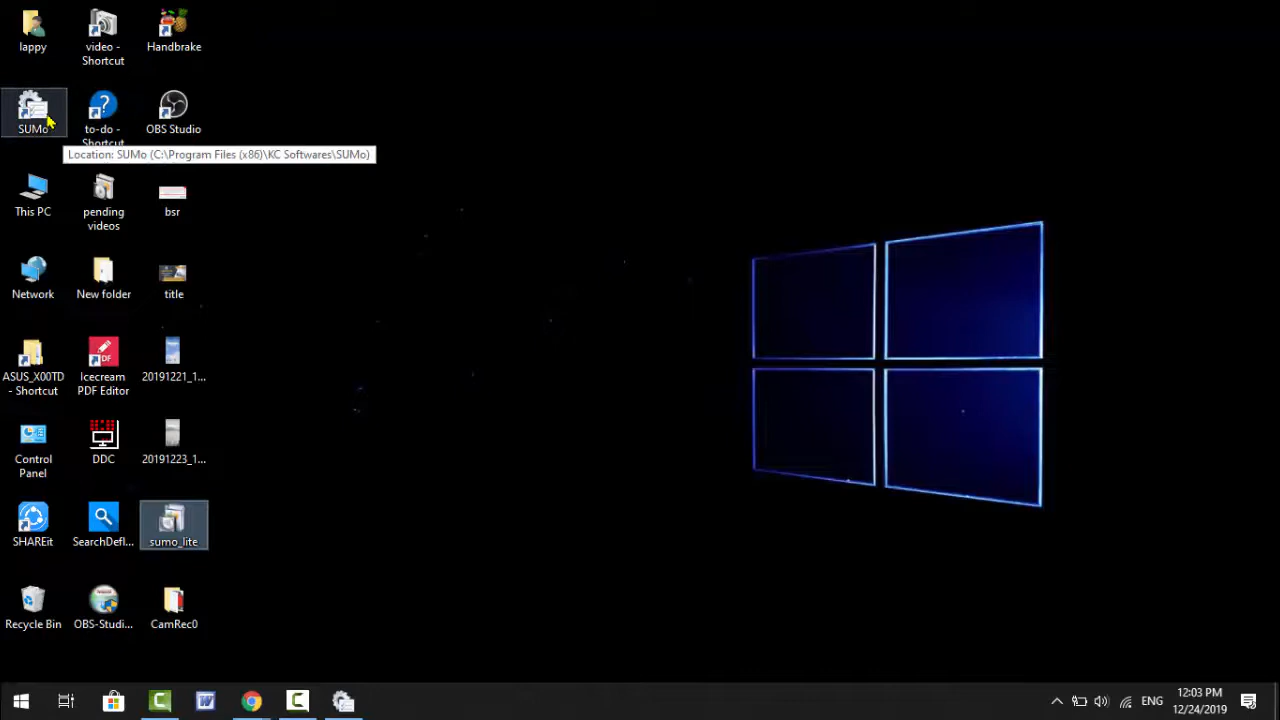 lappy
video -
Shortcut
Handbrake
SUMo
to-do -
Shortcut
OBS Studio
Location: SUMo (C:\Program Files (x86)\KC Softwares\SUMo)
This PC
pending
videos
bsr
Network
New folder
title
ASUS_X00TD
- Shortcut
Icecream
PDF Editor
20191221_1...
Control
Panel
DDC
20191223_1...
SHAREit
SearchDefl...
sumo_lite
Recycle Bin
OBS-Studi...
CamRec0
ENG
12:03 PM
12/24/2019